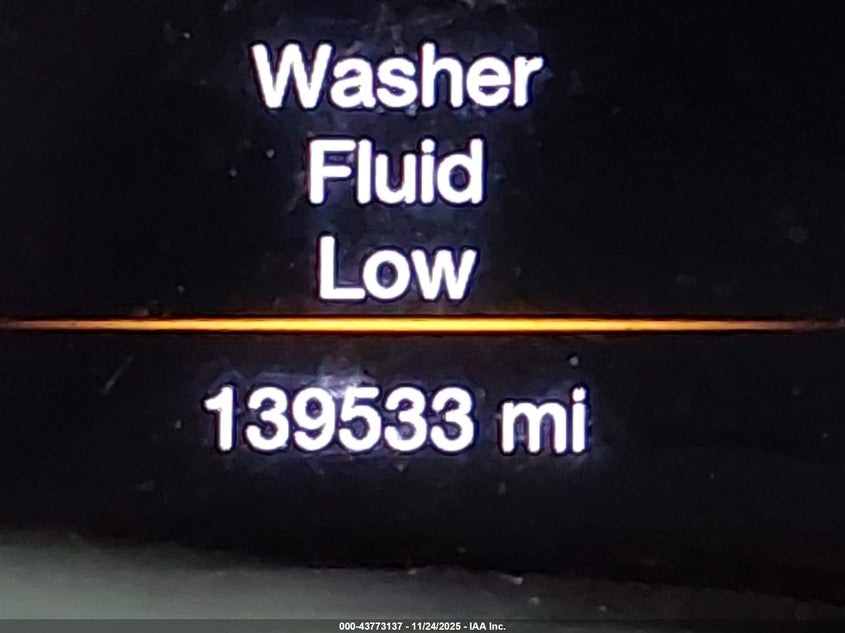 Washer
Fluid
Low
139533 mi
000-43773137 - 11/24/2025 - IAA Inc.